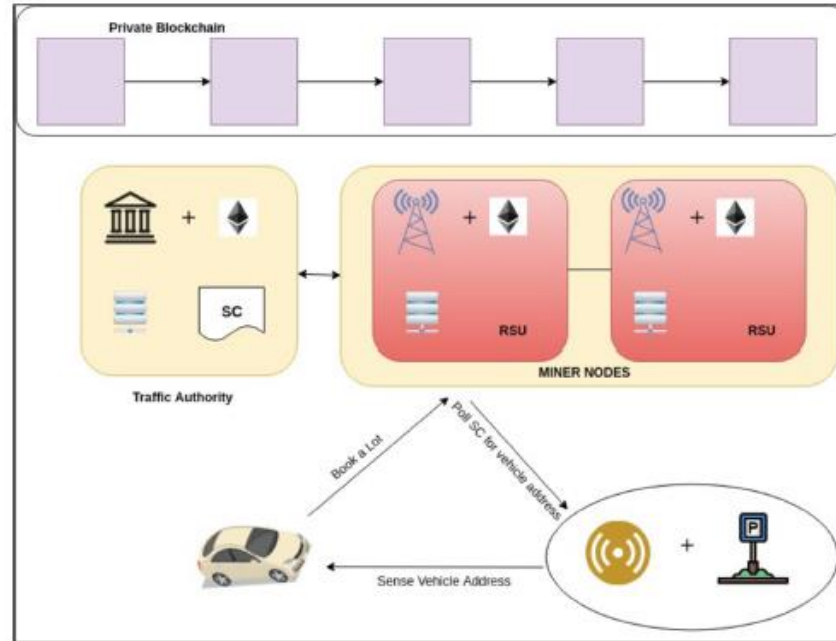 Private Blockchain
SC
RSU
RSU
MINER NODES
Traffic Authority
Book a Lot
Poll SC for vehicle address
P
Sense Vehicle Address